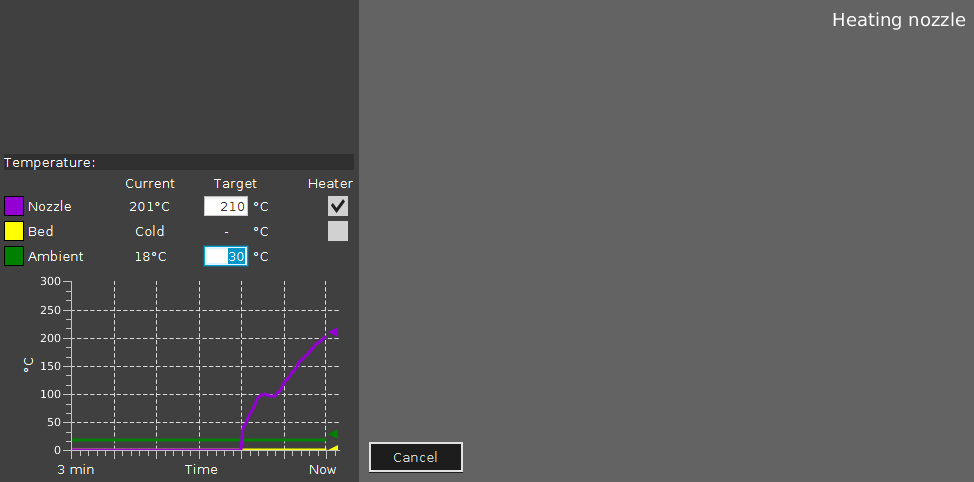 Heating nozzle
Temperature:
Current Target Heater
Nozzle 201°C 210 °C
Bed Cold - °C
Ambient 18°C 30 °C
300
250
200
°C
150
100
50
0
3 min Time Now
Cancel